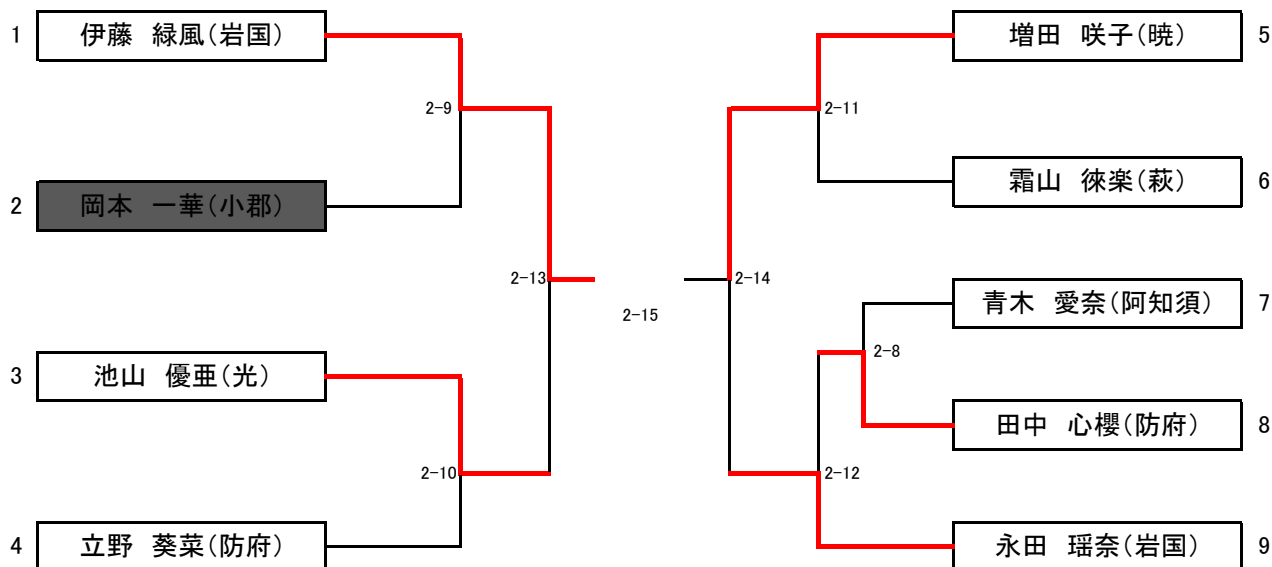 1 伊藤 緑風(岩国)
2-9
2 岡本 一華(小郡)
2-13
3 池山 優亜(光)
2-10
4 立野 葵菜(防府)
2-15
増田 咲子(暁) 5
2-11
霜山 徠楽(萩) 6
2-14
青木 愛奈(阿知須) 7
2-8
田中 心櫻(防府) 8
2-12
永田 瑶奈(岩国) 9